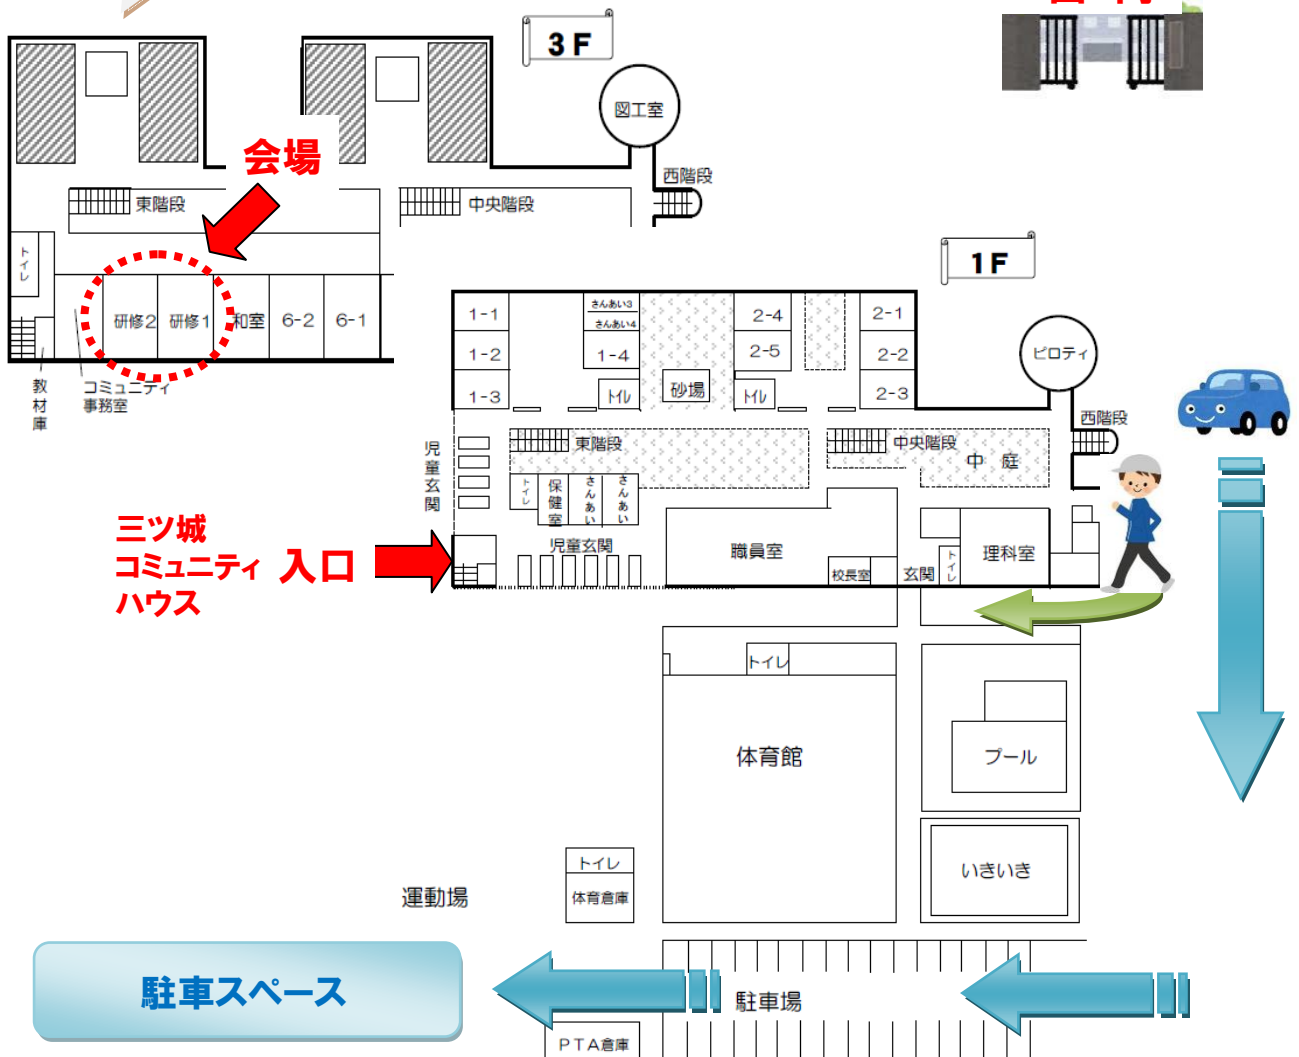 3F
図工室
西階段
会場
東階段
中央階段
トイレ
研修2
研修1
和室
6-2
6-1
教材庫
コミュニティ
事務室
1F
1-1
1-2
1-3
さんあい3
さんあい4
1-4
トイレ
砂場
2-4
2-5
トイレ
2-1
2-2
2-3
ピロティ
西階段
児童玄関
東階段
中央階段
中庭
トイレ
保健室
さんあい
さんあい
児童玄関
職員室
校長室
玄関
トイレ
理科室
三ツ城
コミュニティ
ハウス
入口
トイレ
体育館
プール
いきいき
トイレ
体育倉庫
運動場
駐車スペース
駐車場
PTA倉庫